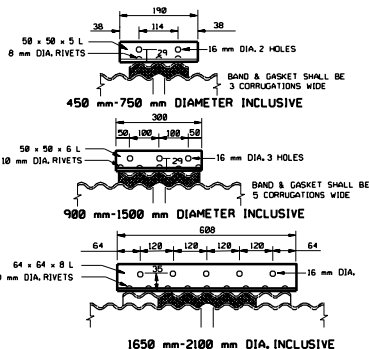 190
38 114 38
50 x 50 x 5 L
8 mm DIA. RIVETS
29
16 mm DIA. 2 HOLES
BAND & GASKET SHALL BE
3 CORRUGATIONS WIDE
450 mm-750 mm DIAMETER INCLUSIVE
300
50 100 100 50
50 x 50 x 6 L
10 mm DIA. RIVETS
29
16 mm DIA. 3 HOLES
BAND & GASKET SHALL BE
5 CORRUGATIONS WIDE
900 mm-1500 mm DIAMETER INCLUSIVE
608
64 120 120 120 120 64
64 x 64 x 8 L
mm DIA. RIVETS
35
16 mm DIA.
1650 mm-2100 mm DIA. INCLUSIVE